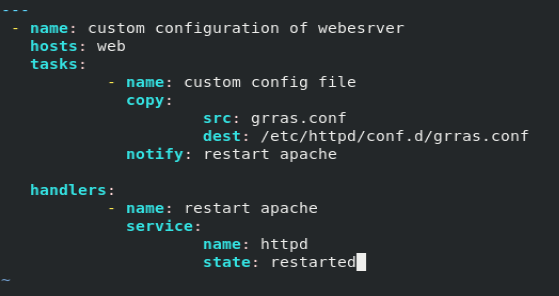 ---
 - name: custom configuration of webesrver
   hosts: web
   tasks:
           - name: custom config file
             copy:
                     src: grras.conf
                     dest: /etc/httpd/conf.d/grras.conf
             notify: restart apache

   handlers:
           - name: restart apache
             service:
                     name: httpd
                     state: restarted
~